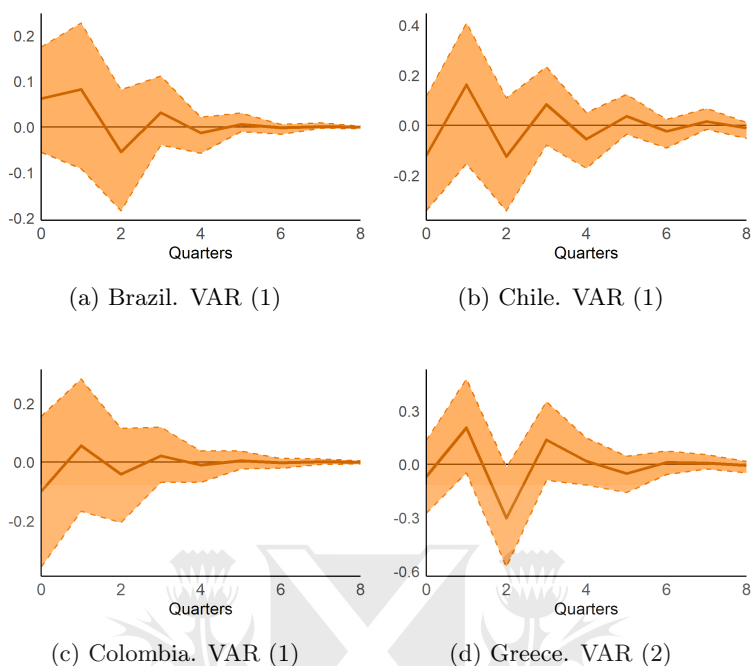 0.2
0.1
0.0
-0.1
-0.2
0 2 4 6 8
Quarters
(a) Brazil. VAR (1)
0.4
0.2
0.0
-0.2
0 2 4 6 8
Quarters
(b) Chile. VAR (1)
0.2
0.0
-0.2
0 2 4 6 8
Quarters
(c) Colombia. VAR (1)
0.3
0.0
-0.3
-0.6
0 2 4 6 8
Quarters
(d) Greece. VAR (2)